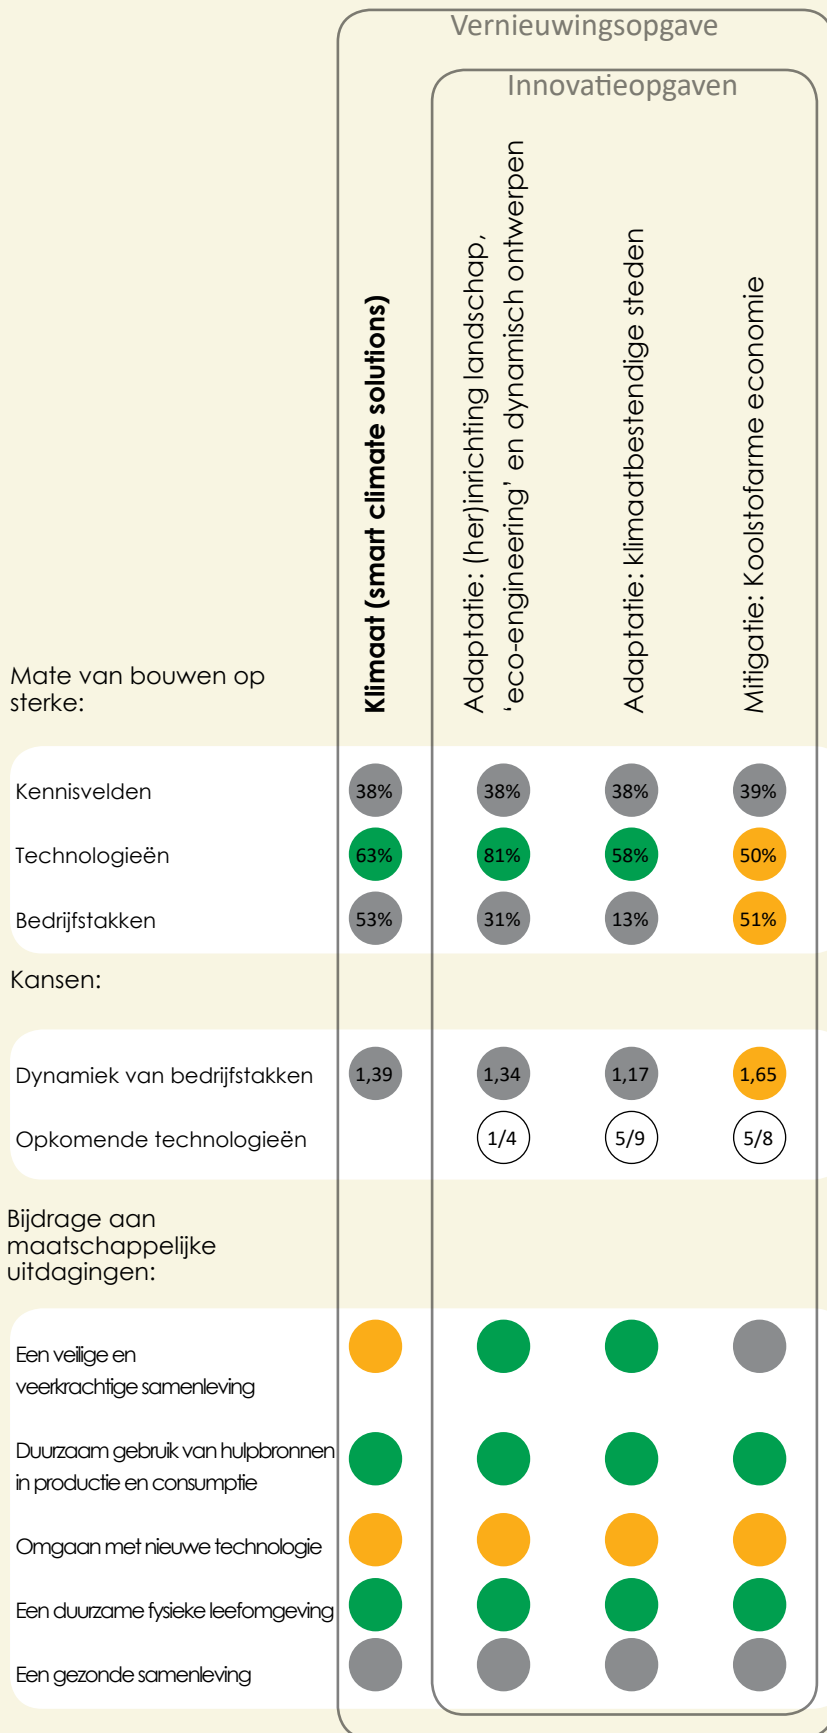 Vernieuwingsopgave
Innovatieopgaven
Klimaat (smart climate solutions)
Adaptatie: (her)inrichting landschap,
‘eco-engineering’ en dynamisch ontwerpen
Adaptatie: klimaatbestendige steden
Mitigatie: Koolstofarme economie
Mate van bouwen op
sterke:
Kennisvelden 38% 38% 38% 39%
Technologieën 63% 81% 58% 50%
Bedrijfstakken 53% 31% 13% 51%
Kansen:
Dynamiek van bedrijfstakken 1,39 1,34 1,17 1,65
Opkomende technologieën 1/4 5/9 5/8
Bijdrage aan
maatschappelijke
uitdagingen:
Een veilige en
veerkrachtige samenleving
Duurzaam gebruik van hulpbronnen
in productie en consumptie
Omgaan met nieuwe technologie
Een duurzame fysieke leefomgeving
Een gezonde samenleving